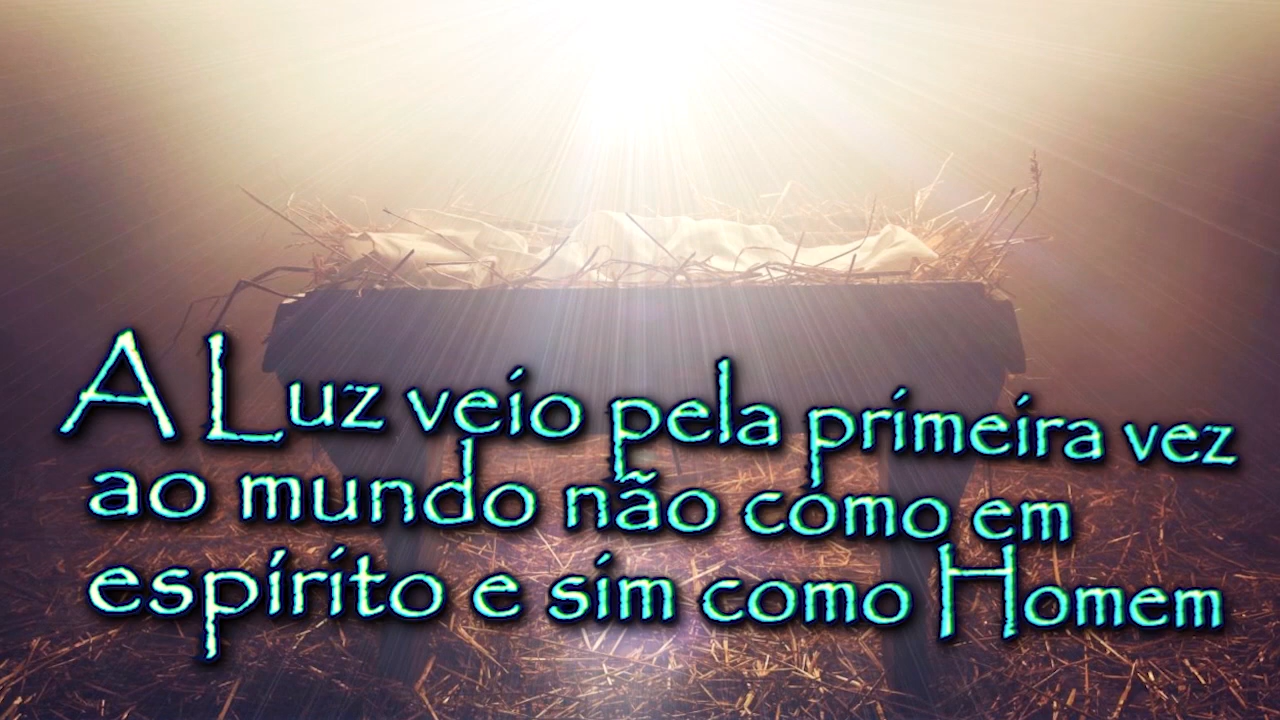 A Luz veio pela primeira vez
ao mundo não como em
espírito e sim como Homem